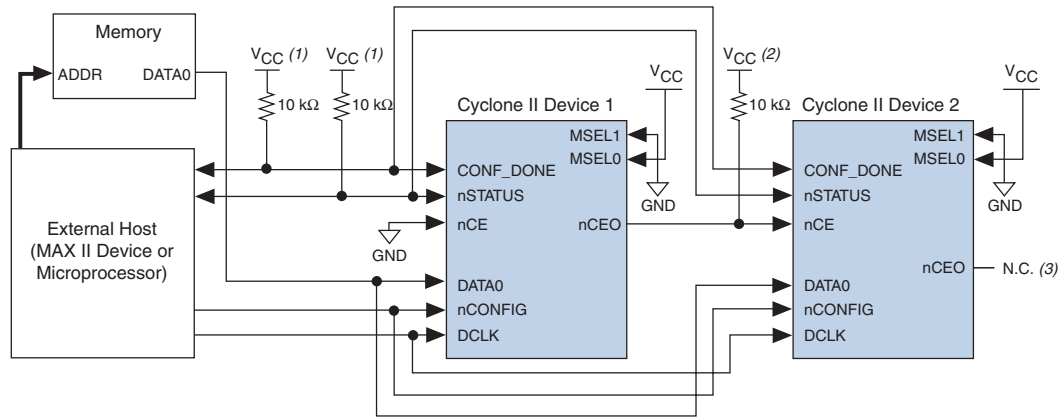 Memory
ADDR DATA0
VCC (1)
10 kΩ
VCC (1)
10 kΩ
External Host
(MAX II Device or
Microprocessor)
Cyclone II Device 1
VCC
MSEL1
MSEL0
CONF_DONE
nSTATUS
nCE
nCEO
DATA0
nCONFIG
DCLK
GND
GND
VCC (2)
10 kΩ
Cyclone II Device 2
VCC
MSEL1
MSEL0
CONF_DONE
nSTATUS
nCE
nCEO
N.C. (3)
DATA0
nCONFIG
DCLK
GND